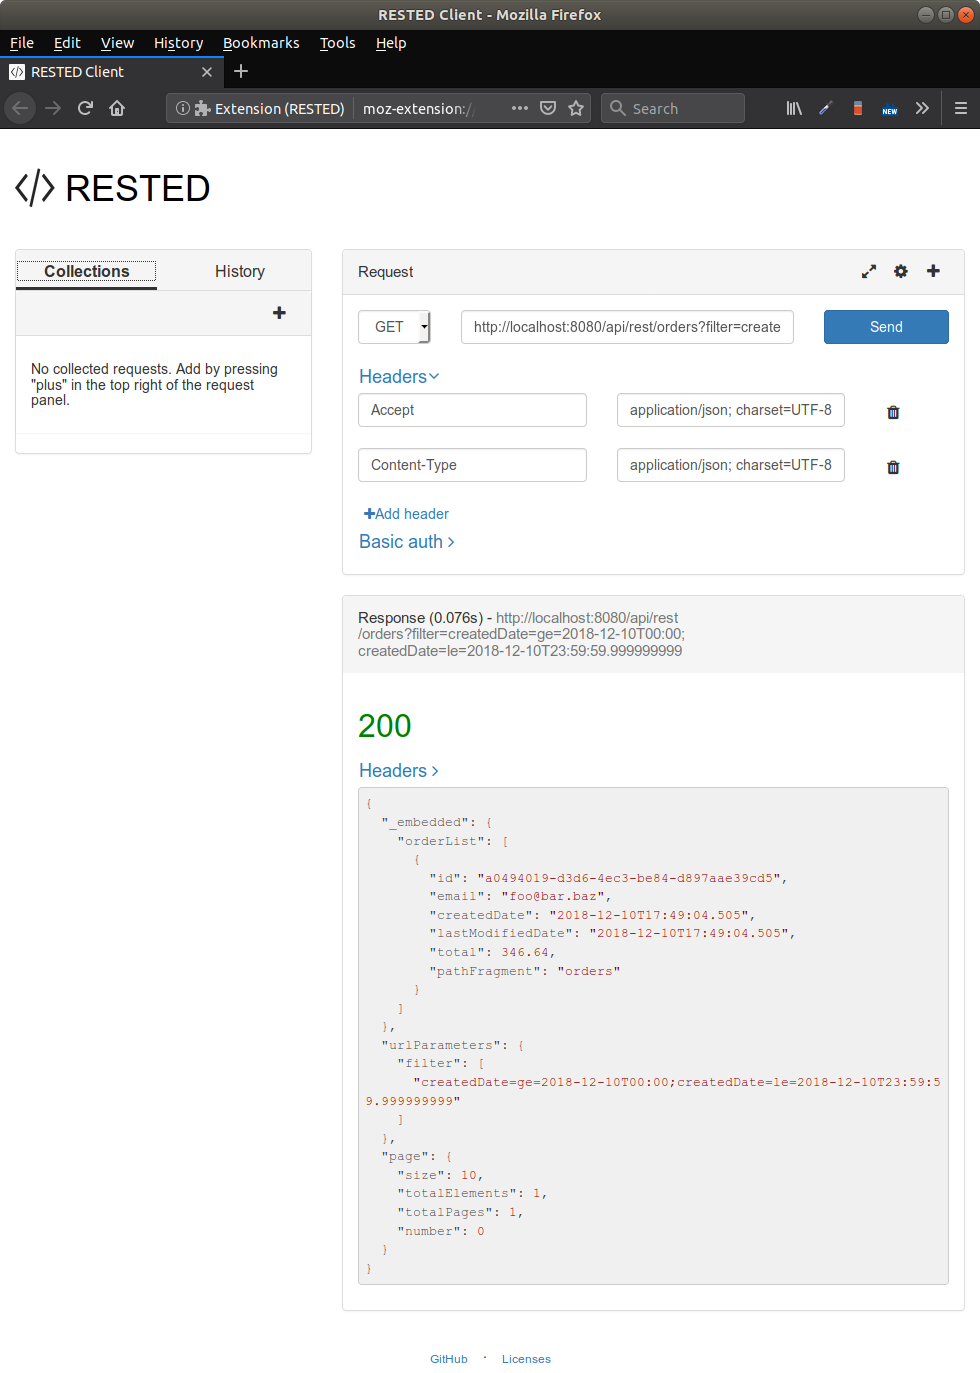 RESTED Client - Mozilla Firefox
File Edit View History Bookmarks Tools Help
RESTED Client
Extension (RESTED) moz-extension:/ Search NEW
</> RESTED
Collections History
No collected requests. Add by pressing
"plus" in the top right of the request
panel.
Request
GET http://localhost:8080/api/rest/orders?filter=create Send
Headers
Accept application/json; charset=UTF-8
Content-Type application/json; charset=UTF-8
Add header
Basic auth
Response (0.076s) - http://localhost:8080/api/rest
/orders?filter=createdDate=ge=2018-12-10T00:00;
createdDate=le=2018-12-10T23:59:59.999999999
200
Headers
{
"_embedded": {
"orderList": [
{
"id": "a0494019-d3d6-4ec3-be84-d897aae39cd5",
"email": "foo@bar.baz",
"createdDate": "2018-12-10T17:49:04.505",
"lastModifiedDate": "2018-12-10T17:49:04.505",
"total": 346.64,
"pathFragment": "orders"
}
]
},
"urlParameters": {
"filter": [
"createdDate=ge=2018-12-10T00:00;createdDate=le=2018-12-10T23:59:5
9.999999999"
]
},
"page": {
"size": 10,
"totalElements": 1,
"totalPages": 1,
"number": 0
}
}
GitHub · Licenses